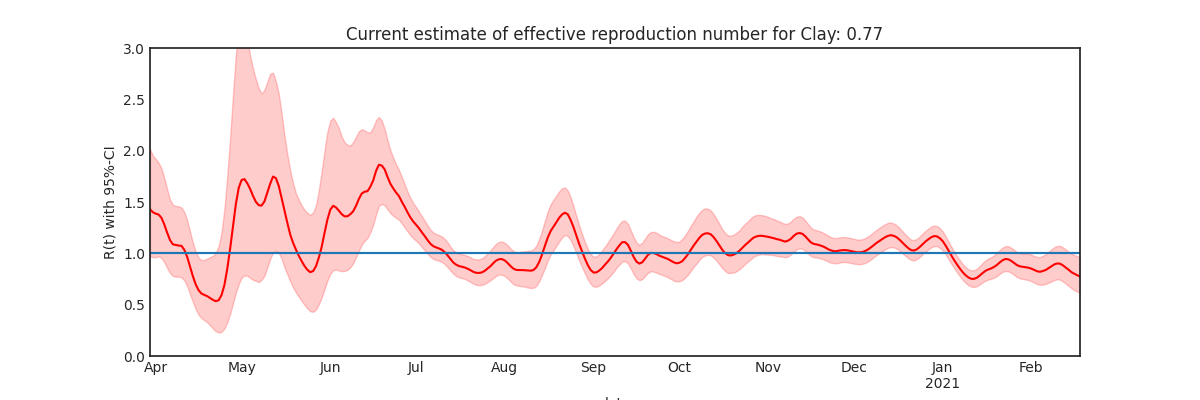 Current estimate of effective reproduction number for Clay: 0.77
R(t) with 95%-CI
3.0
2.5
2.0
1.5
1.0
0.5
0.0
Apr May Jun Jul Aug Sep Oct Nov Dec Jan Feb
2021